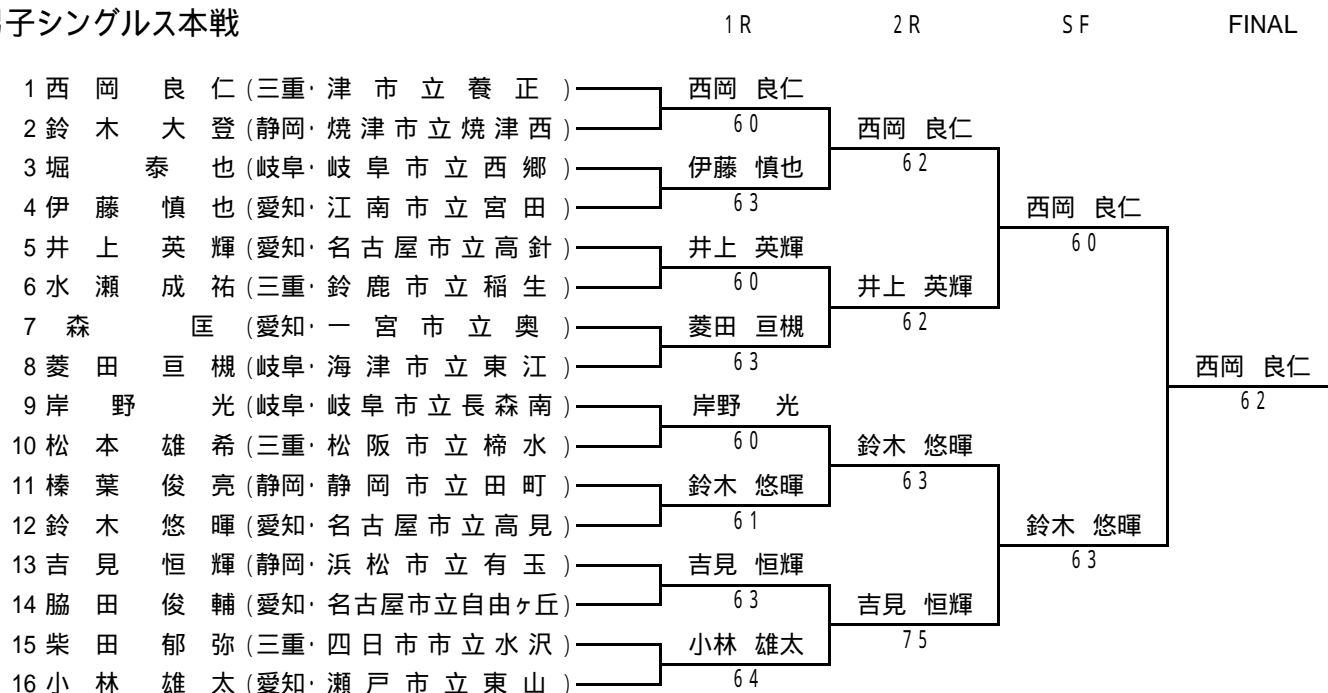 男子シングルス本戦 1R 2R SF FINAL
1 西岡 良仁 (三重・津市立養正) 西岡 良仁
60
2 鈴木 大登 (静岡・焼津市立焼津西) 西岡 良仁
3 堀 泰也 (岐阜・岐阜市立西郷) 伊藤 慎也 62
4 伊藤 慎也 (愛知・江南市立宮田) 63 西岡 良仁
5 井上 英輝 (愛知・名古屋市立高針) 井上 英輝 60
6 水瀬 成祐 (三重・鈴鹿市立稲生) 60 井上 英輝
7 森 匡 (愛知・一宮市立奥) 菱田 亘槻 62
8 菱田 亘槻 (岐阜・海津市立東江) 63 西岡 良仁
9 岸野 光 (岐阜・岐阜市立長森南) 岸野 光 62
10 松本 雄希 (三重・松阪市立楴水) 60 鈴木 悠暉
11 榛葉 俊亮 (静岡・静岡市立田町) 鈴木 悠暉 63
12 鈴木 悠暉 (愛知・名古屋市立高見) 61 鈴木 悠暉
13 吉見 恒輝 (静岡・浜松市立有玉) 吉見 恒輝 63
14 脇田 俊輔 (愛知・名古屋市立自由ヶ丘) 63 吉見 恒輝
15 柴田 郁弥 (三重・四日市市立水沢) 小林 雄太 75
16 小林 雄太 (愛知・瀬戸市立東山) 64